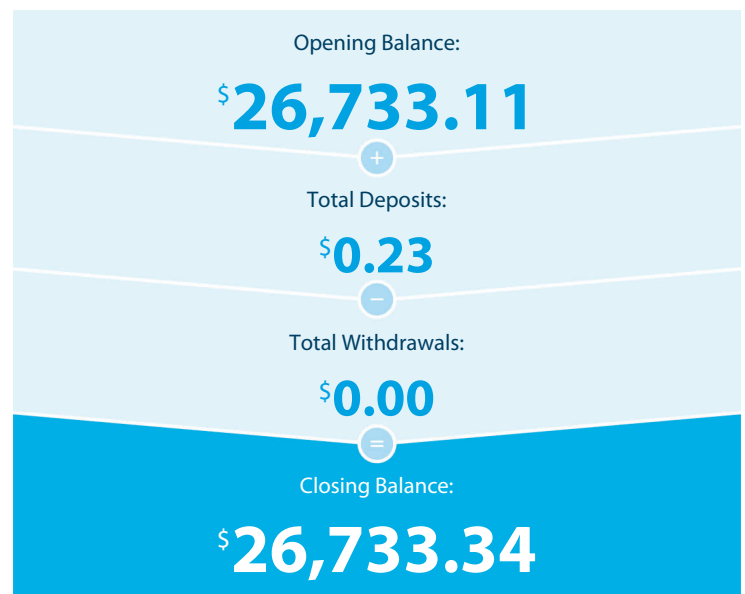 Opening Balance:
$26,733.11
+
Total Deposits:
$0.23
−
Total Withdrawals:
$0.00
=
Closing Balance:
$26,733.34